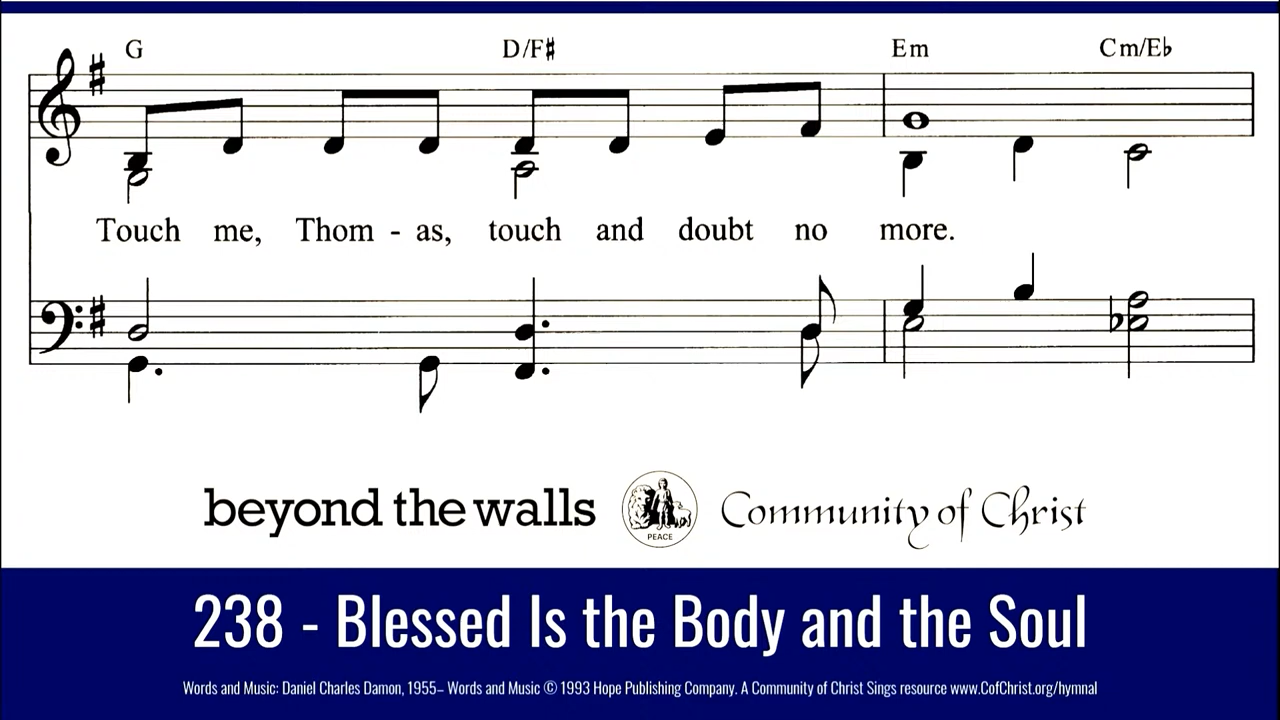 G D/F♯ Em Cm/E♭
Touch me, Thom - as, touch and doubt no more.
beyond the walls
PEACE
Community of Christ
238 - Blessed Is the Body and the Soul
Words and Music: Daniel Charles Damon, 1955– Words and Music © 1993 Hope Publishing Company. A Community of Christ Sings resource www.CofChrist.org/hymnal